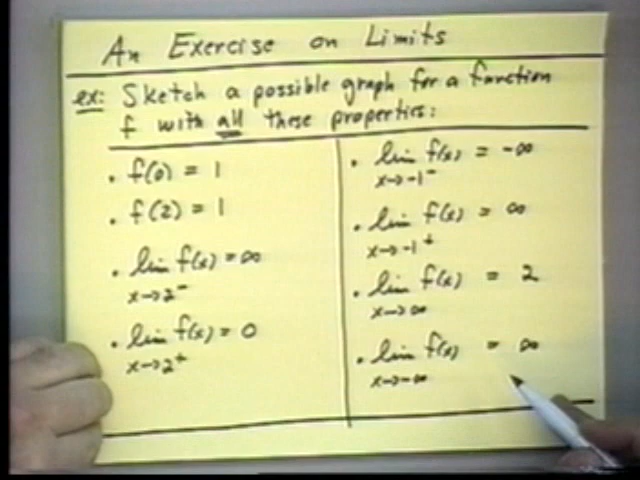 An Exercise on Limits
ex: Sketch a possible graph for a function
f with all these properties:
• f(0) = 1
• f(2) = 1
• lim f(x) = ∞
x→2⁻
• lim f(x) = 0
x→2⁺
• lim f(x) = -∞
x→-1⁻
• lim f(x) = ∞
x→-1⁺
• lim f(x) = 2
x→∞
• lim f(x) = ∞
x→-∞